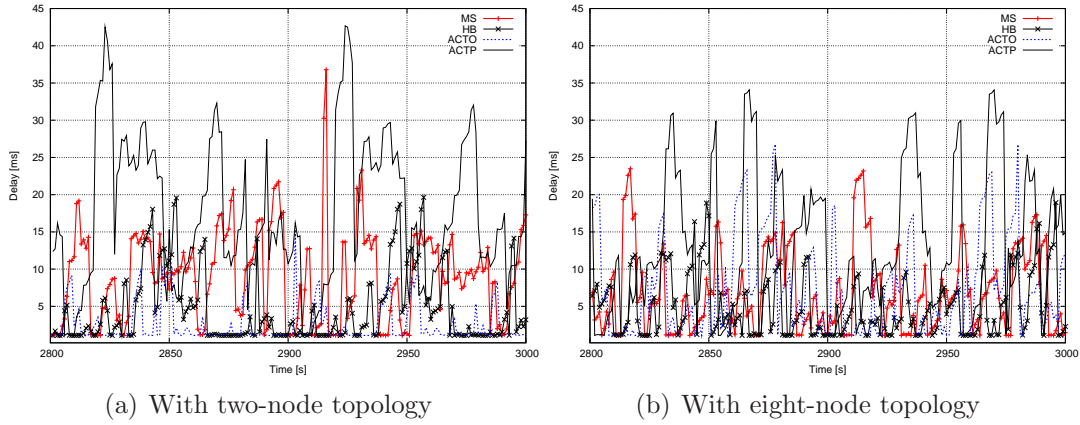 45
40
35
30
25
20
15
10
5
Delay [ms]
MS
HB
ACTO
ACTP
2800 2850 2900 2950 3000
Time [s]
(a) With two-node topology
45
40
35
30
25
20
15
10
5
Delay [ms]
MS
HB
ACTO
ACTP
2800 2850 2900 2950 3000
Time [s]
(b) With eight-node topology